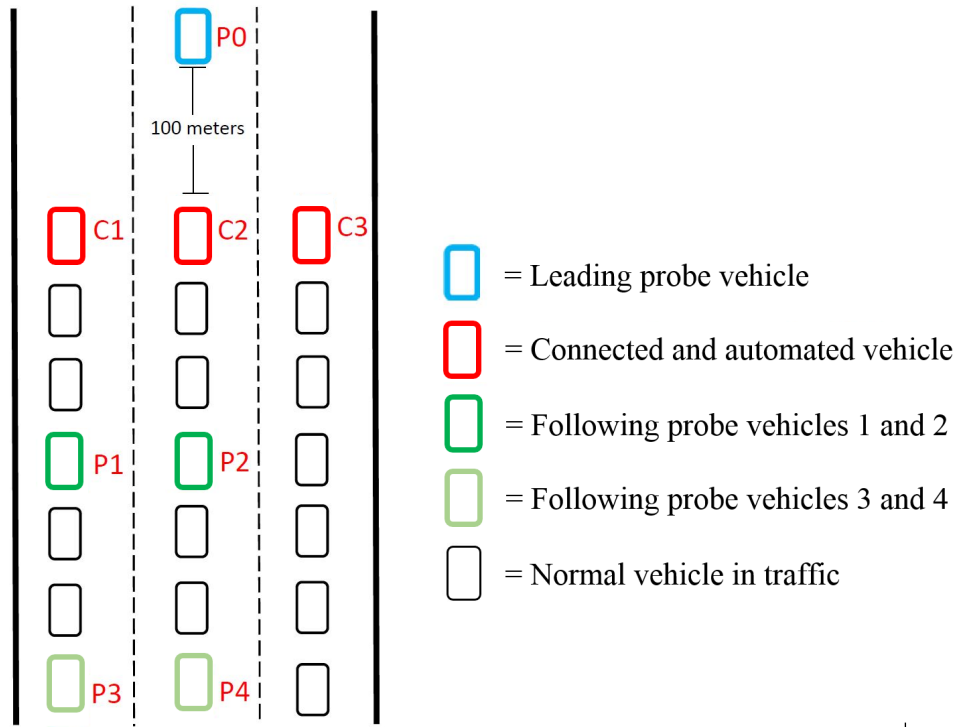 P0
100 meters
C1
C2
C3
P1
P2
P3
P4
= Leading probe vehicle
= Connected and automated vehicle
= Following probe vehicles 1 and 2
= Following probe vehicles 3 and 4
= Normal vehicle in traffic